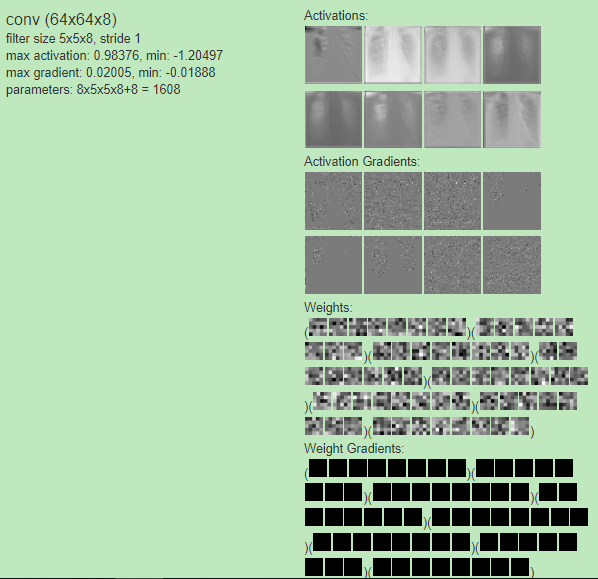 conv (64x64x8)
filter size 5x5x8, stride 1
max activation: 0.98376, min: -1.20497
max gradient: 0.02005, min: -0.01888
parameters: 8x5x5x8+8 = 1608
Activations:
Activation Gradients:
Weights:
( )(
)( )(
)(
)( )(
)( )
Weight Gradients:
( )(
)( )(
)(
)( )(
)( )